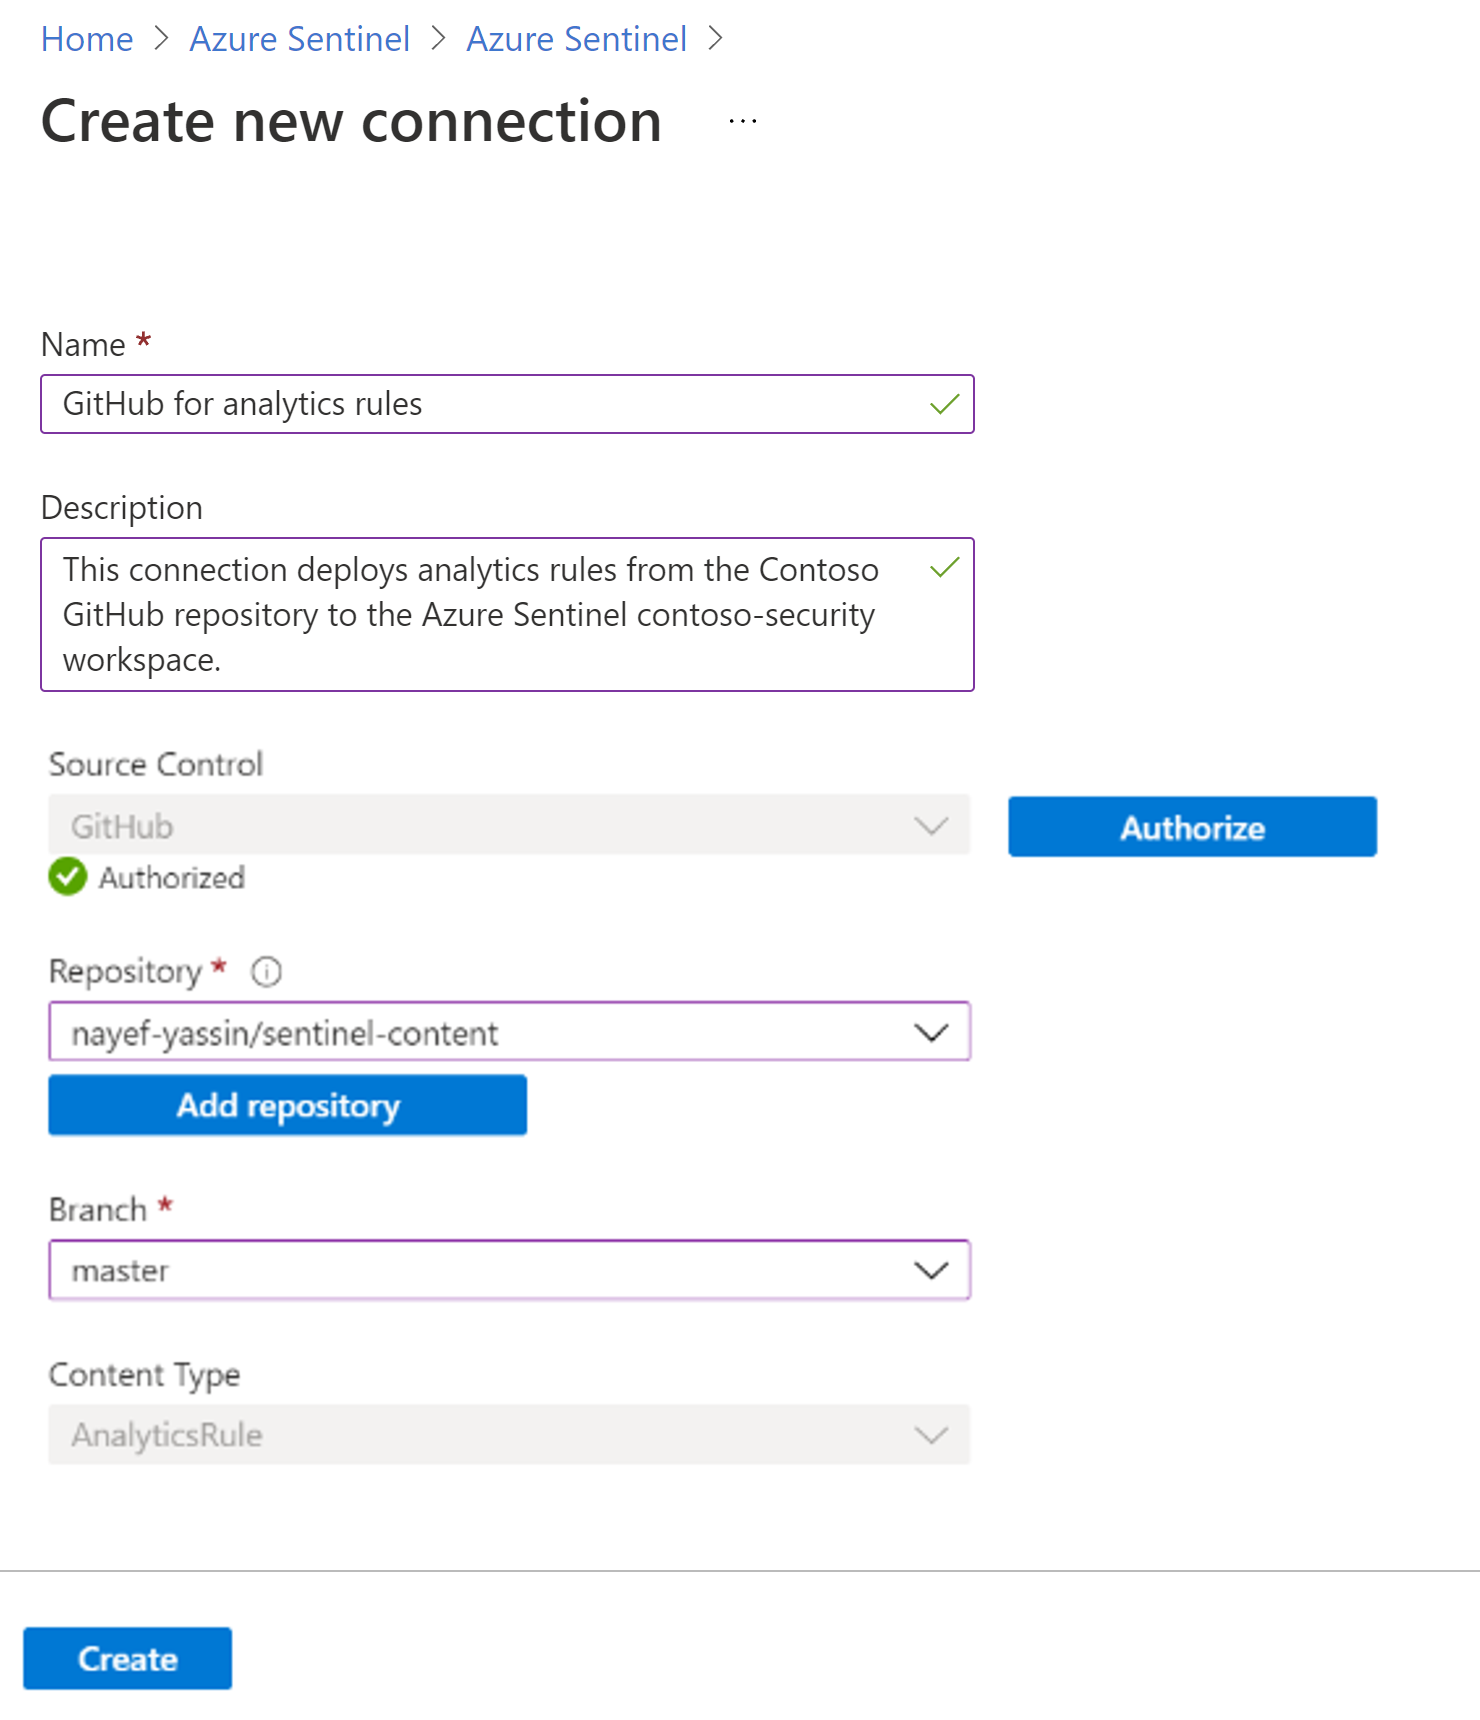 Home > Azure Sentinel > Azure Sentinel >
Create new connection ...
Name *
GitHub for analytics rules
Description
This connection deploys analytics rules from the Contoso
GitHub repository to the Azure Sentinel contoso-security
workspace.
Source Control
GitHub
Authorize
Authorized
Repository *
nayef-yassin/sentinel-content
Add repository
Branch *
master
Content Type
AnalyticsRule
Create